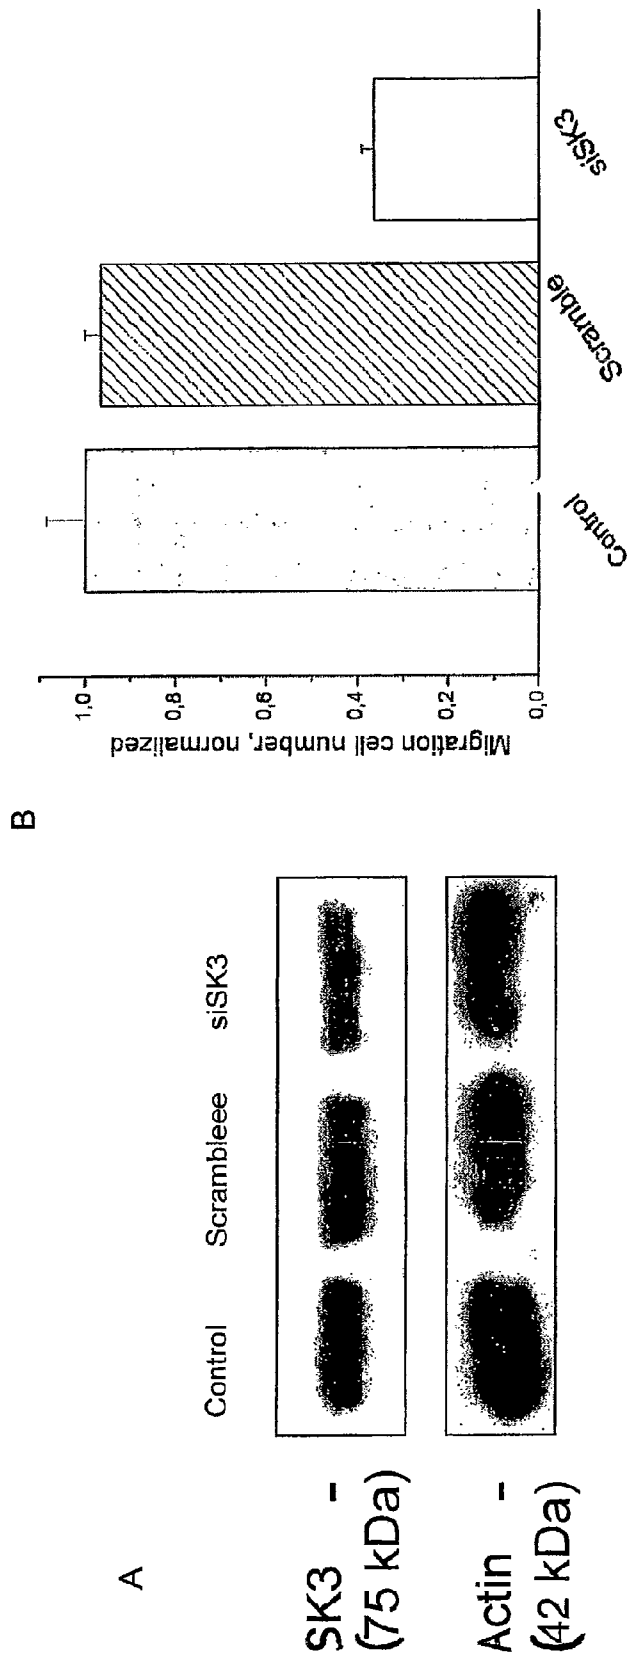 A
Control
Scrambleee
siSK3
SK3 –
(75 kDa)
Actin –
(42 kDa)
B
Migration cell number, normalized
1,0
0,8
0,6
0,4
0,2
0,0
Control
Scramble
siSK3